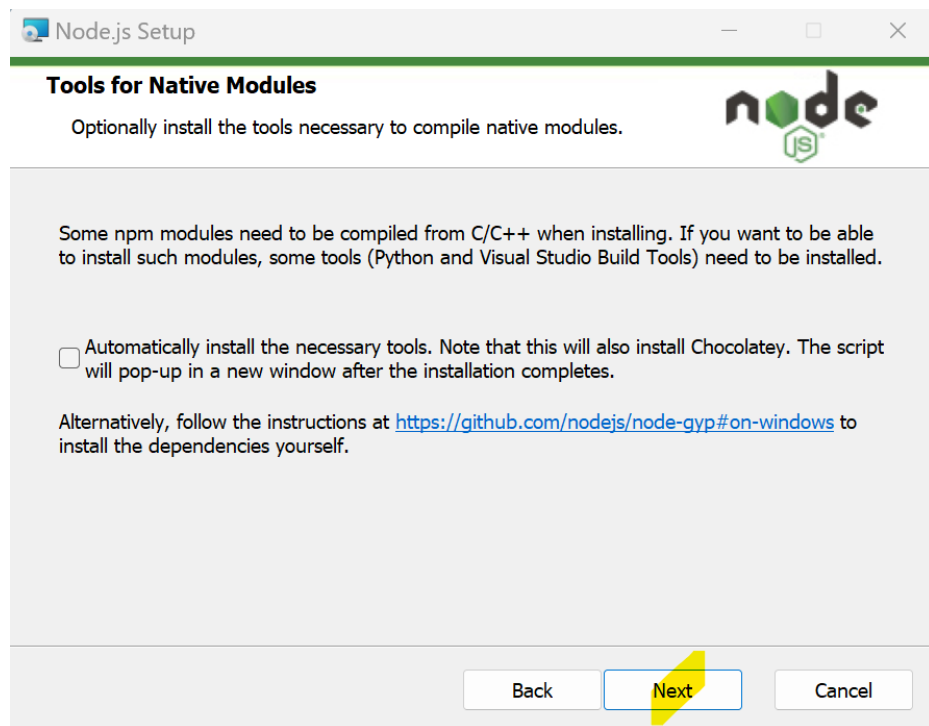 Node.js Setup
Tools for Native Modules
Optionally install the tools necessary to compile native modules.
node
JS
Some npm modules need to be compiled from C/C++ when installing. If you want to be able
to install such modules, some tools (Python and Visual Studio Build Tools) need to be installed.
Automatically install the necessary tools. Note that this will also install Chocolatey. The script
will pop-up in a new window after the installation completes.
Alternatively, follow the instructions at https://github.com/nodejs/node-gyp#on-windows to
install the dependencies yourself.
Back Next Cancel